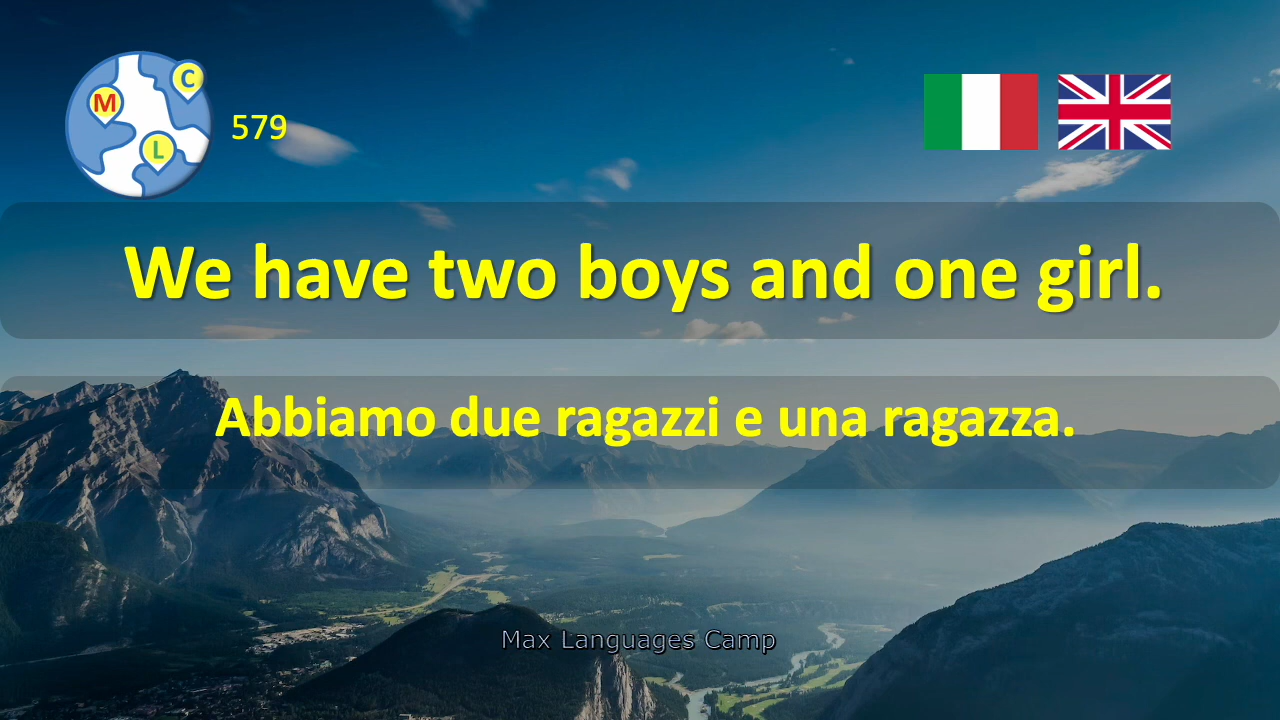 M
C
L
579
We have two boys and one girl.
Abbiamo due ragazzi e una ragazza.
Max Languages Camp